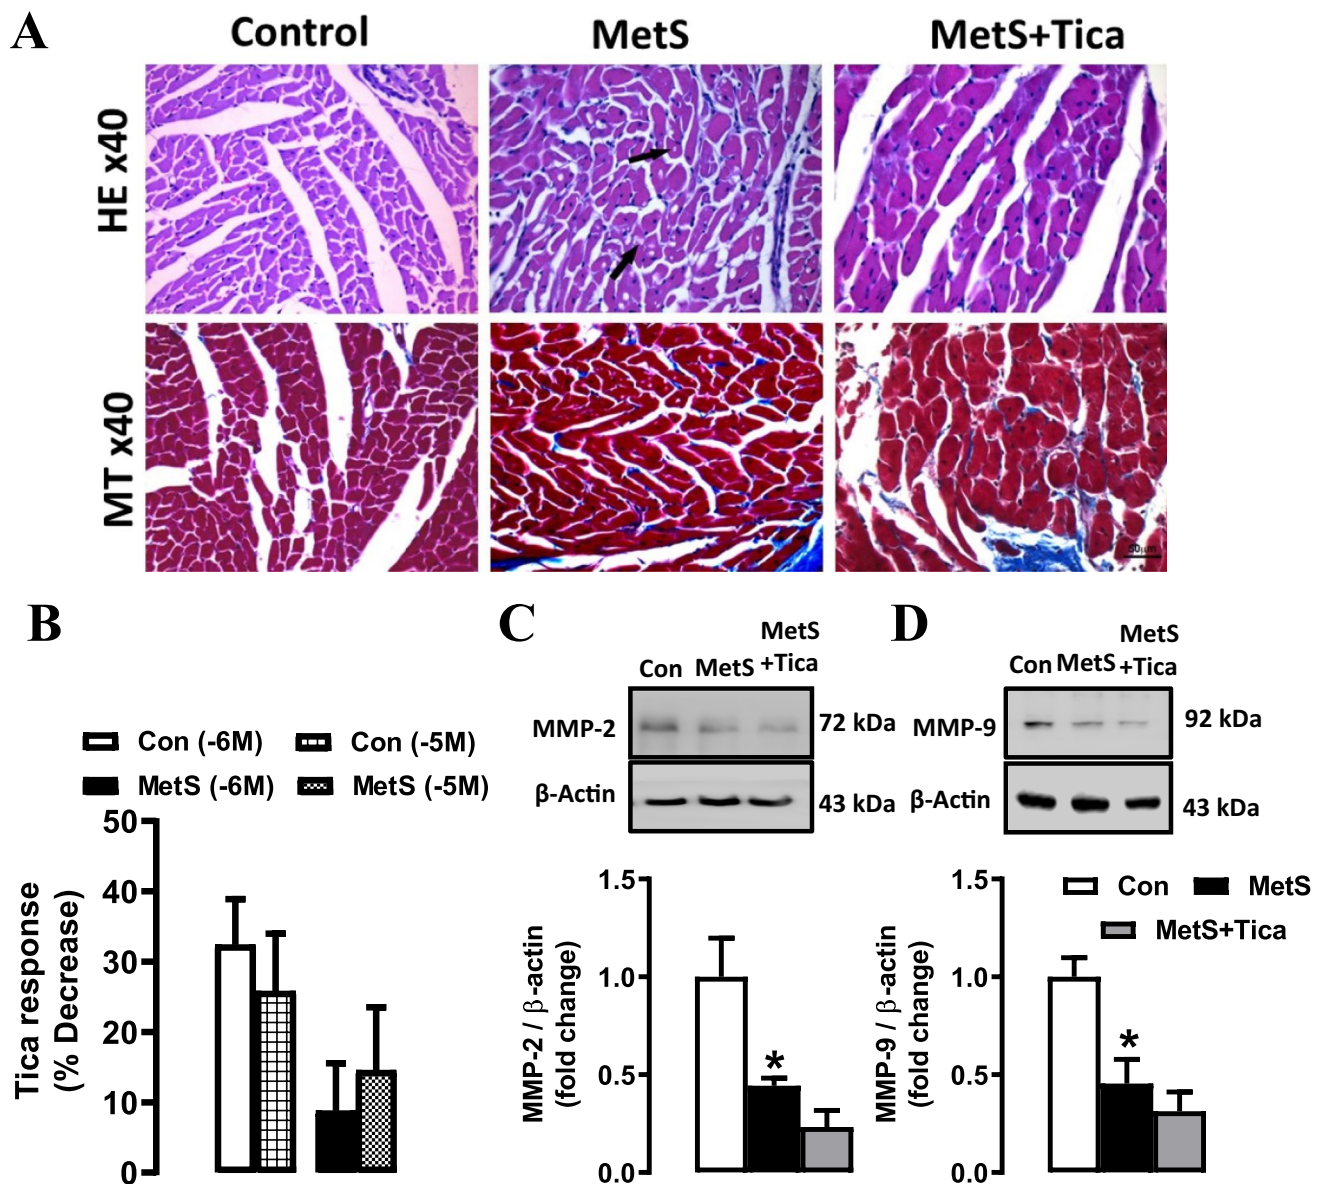 A
Control
MetS
MetS+Tica
HE x40
MT x40
50µm
B
Con (-6M)
Con (-5M)
MetS (-6M)
MetS (-5M)
Tica response
(% Decrease)
50
40
30
20
10
0
C
Con
MetS
MetS
+Tica
MMP-2
72 kDa
β-Actin
43 kDa
MMP-2 / β-actin
(fold change)
1.5
1.0
0.5
0.0
*
D
Con
MetS
MetS
+Tica
MMP-9
92 kDa
β-Actin
43 kDa
Con
MetS
MetS+Tica
MMP-9 / β-actin
(fold change)
1.5
1.0
0.5
0.0
*